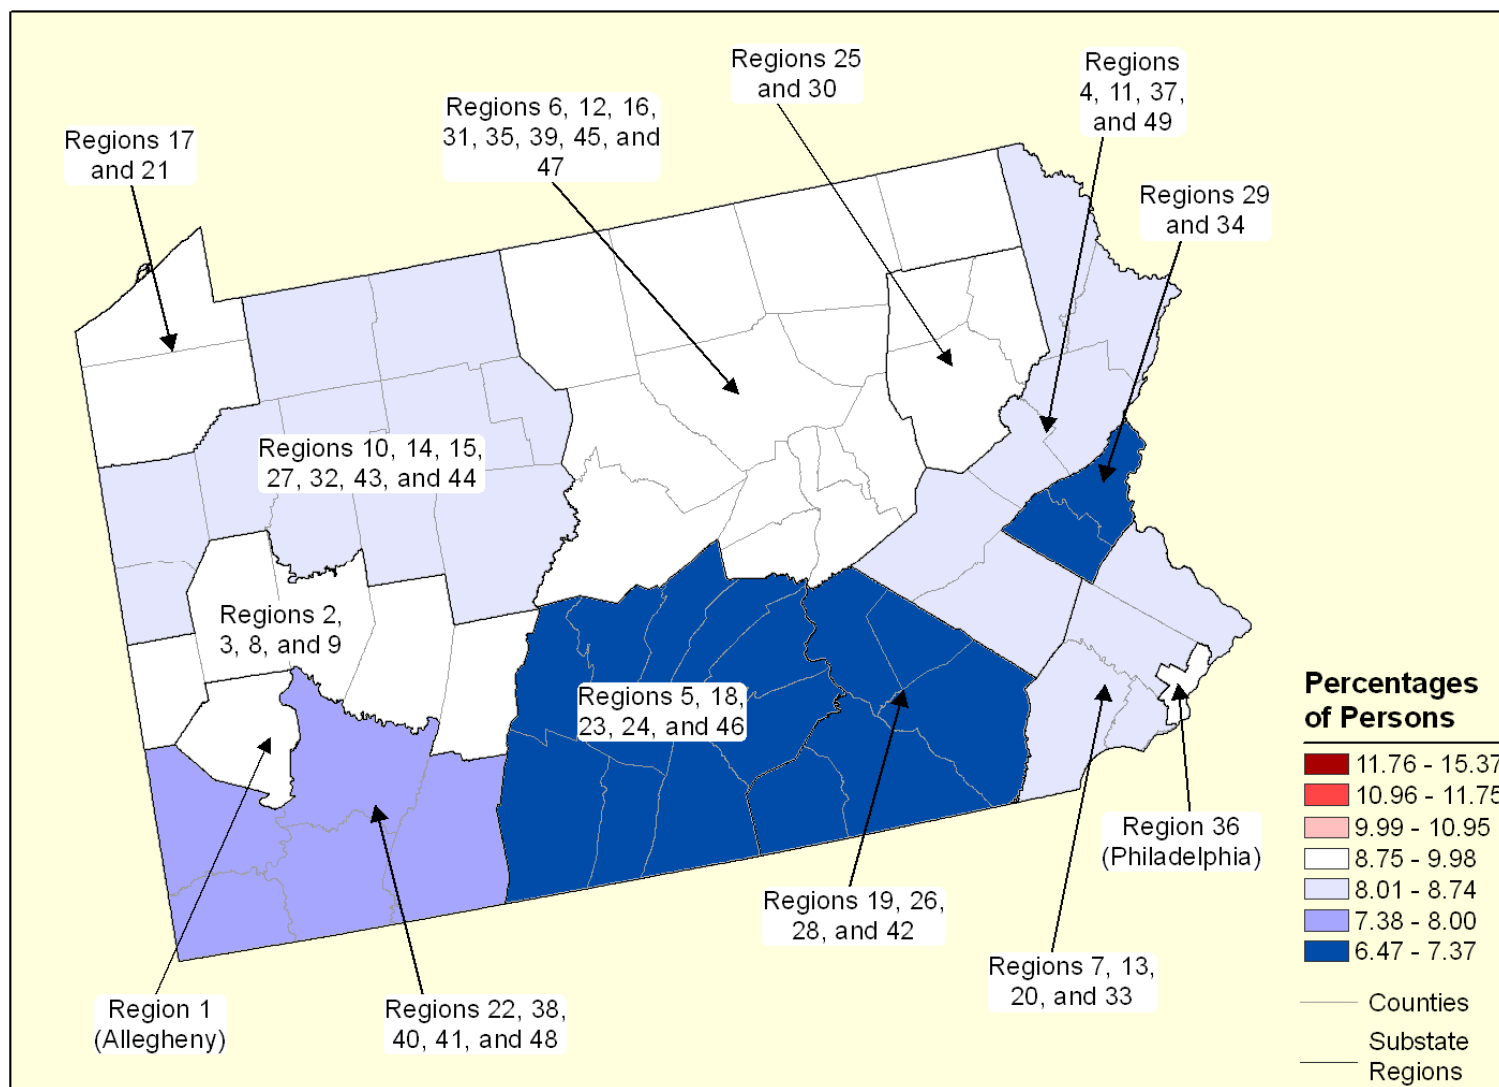 Regions 25
and 30
Regions
4, 11, 37,
and 49
Regions 6, 12, 16,
31, 35, 39, 45, and
47
Regions 17
and 21
Regions 29
and 34
Regions 10, 14, 15,
27, 32, 43, and 44
Regions 2,
3, 8, and 9
Regions 5, 18,
23, 24, and 46
Percentages
of Persons
11.76 - 15.37
10.96 - 11.75
9.99 - 10.95
8.75 - 9.98
8.01 - 8.74
7.38 - 8.00
6.47 - 7.37
Counties
Substate
Regions
Region 36
(Philadelphia)
Regions 19, 26,
28, and 42
Regions 7, 13,
20, and 33
Region 1
(Allegheny)
Regions 22, 38,
40, 41, and 48